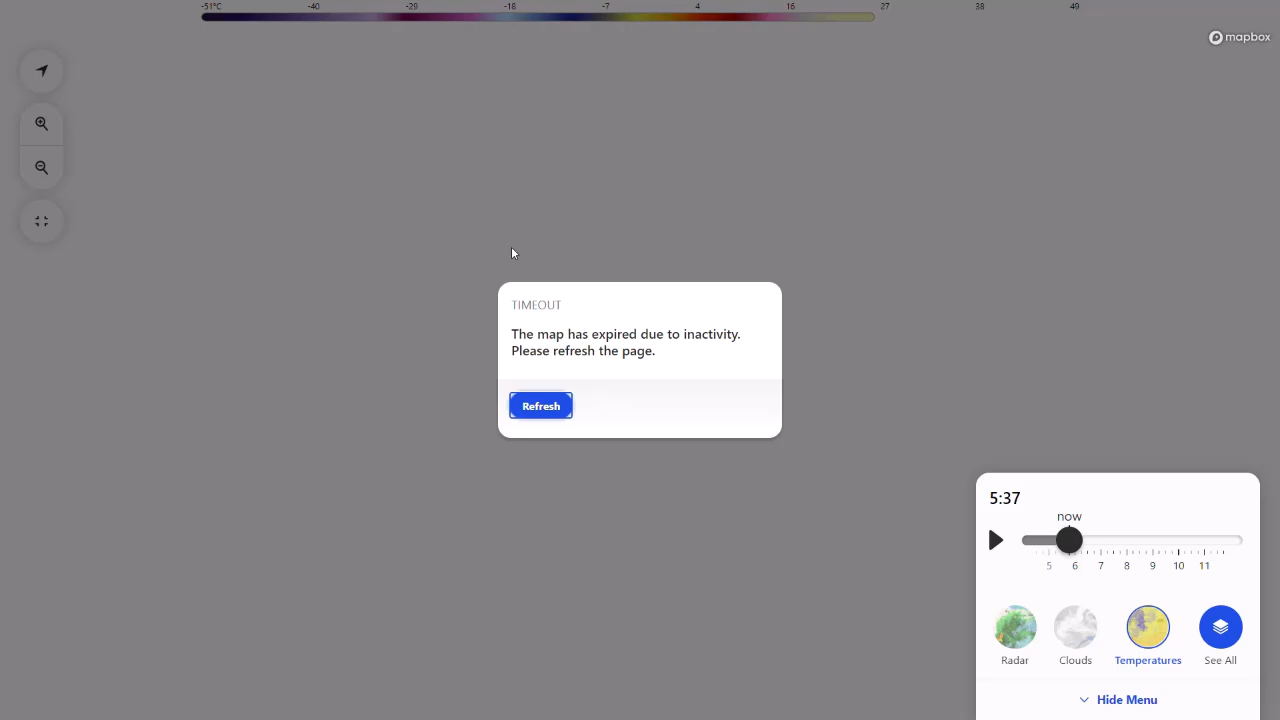 -51°C -40 -29 -18 -7 4 16 27 38 49
mapbox
TIMEOUT
The map has expired due to inactivity.
Please refresh the page.
Refresh
5:37
now
5 6 7 8 9 10 11
Radar Clouds Temperatures See All
Hide Menu